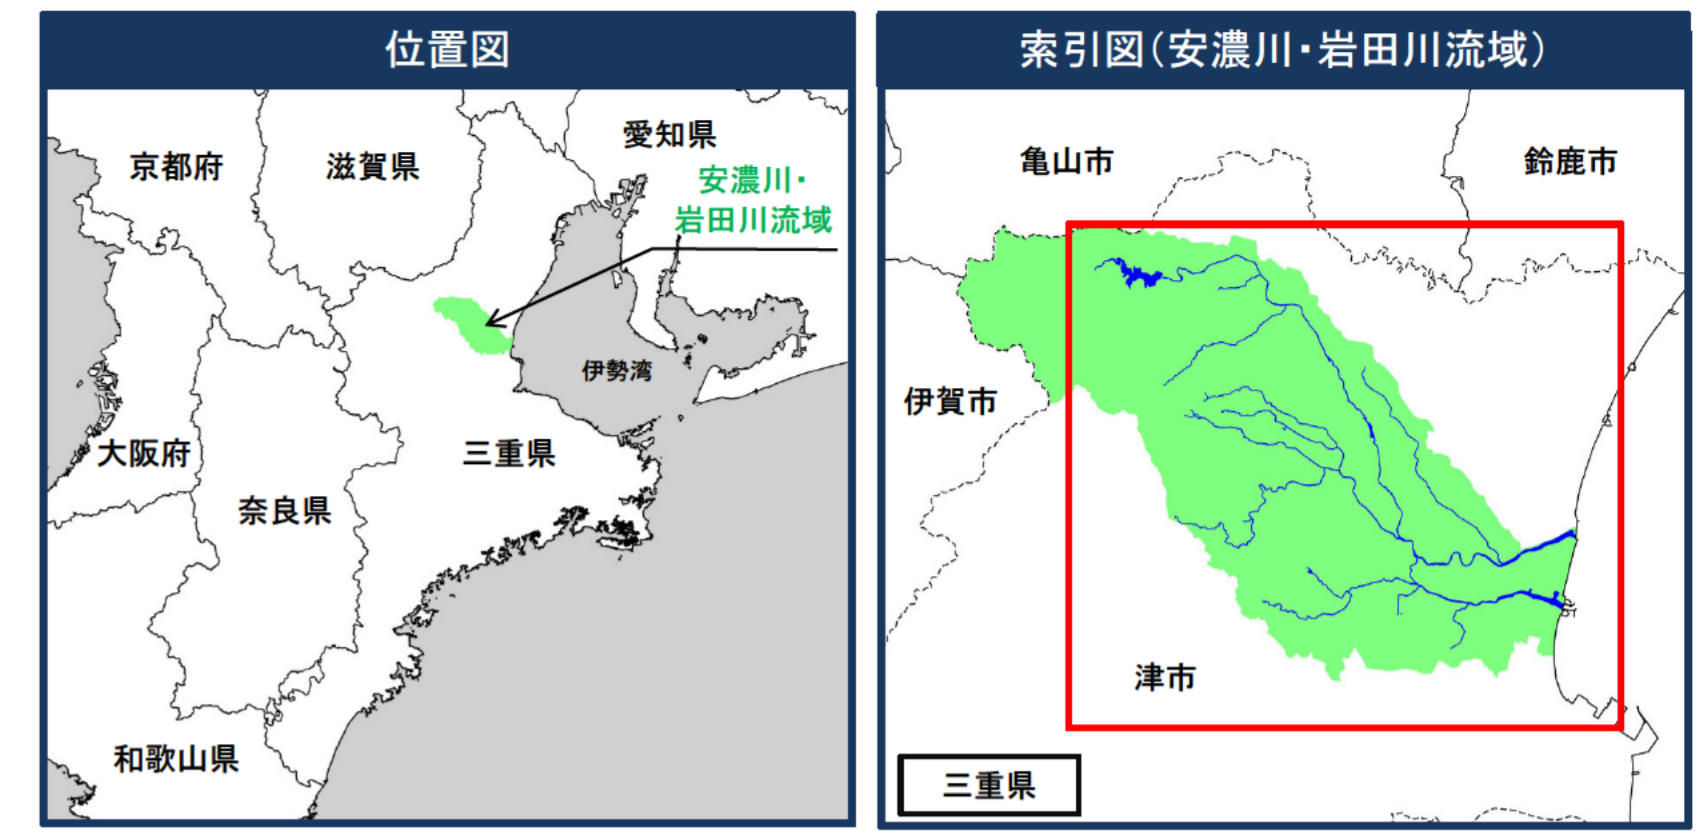 位置図
京都府
滋賀県
愛知県
安濃川・
岩田川流域
伊勢湾
大阪府
三重県
奈良県
和歌山県
索引図(安濃川・岩田川流域)
亀山市
鈴鹿市
伊賀市
津市
三重県